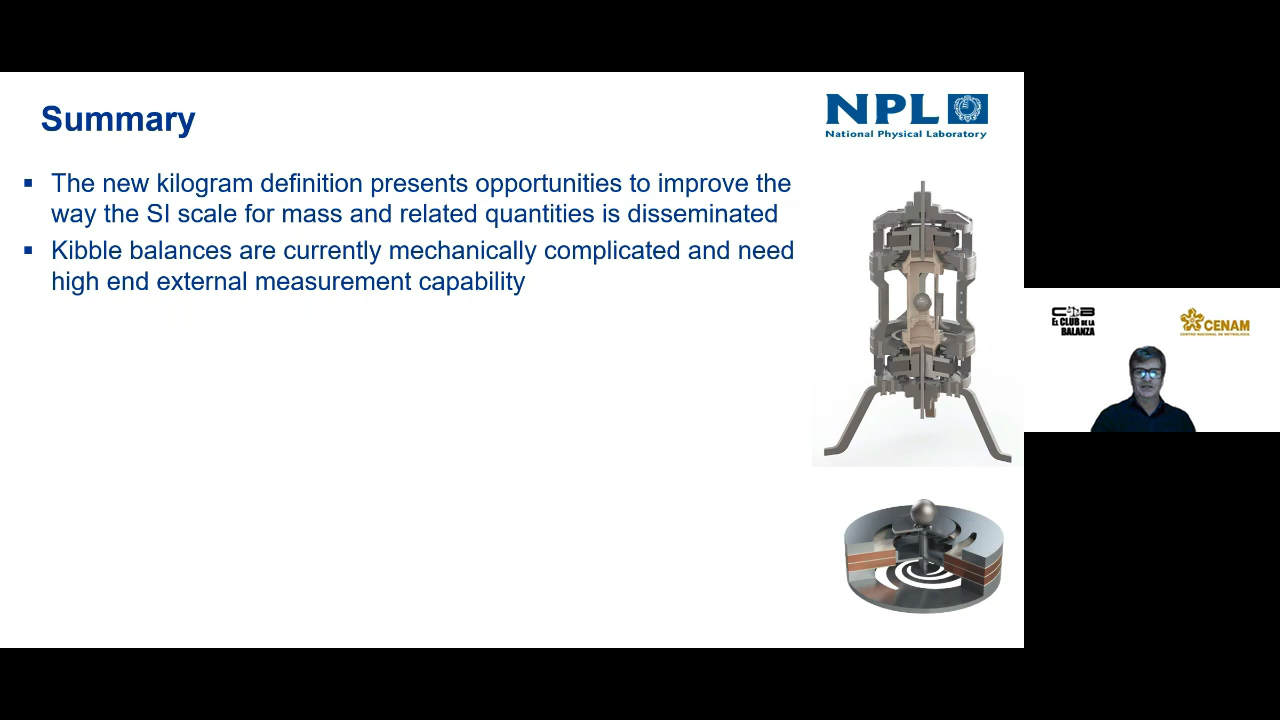 Summary
NPL
National Physical Laboratory
▪ The new kilogram definition presents opportunities to improve the
way the SI scale for mass and related quantities is disseminated
▪ Kibble balances are currently mechanically complicated and need
high end external measurement capability
EL CLUB DE LA
BALANZA
CENAM
CENTRO NACIONAL DE METROLOGÍA